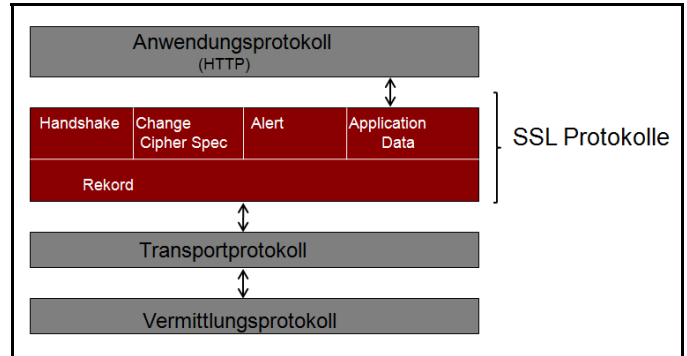 Anwendungsprotokoll
(HTTP)
Handshake
Change
Cipher Spec
Alert
Application
Data
SSL Protokolle
Rekord
Transportprotokoll
Vermittlungsprotokoll